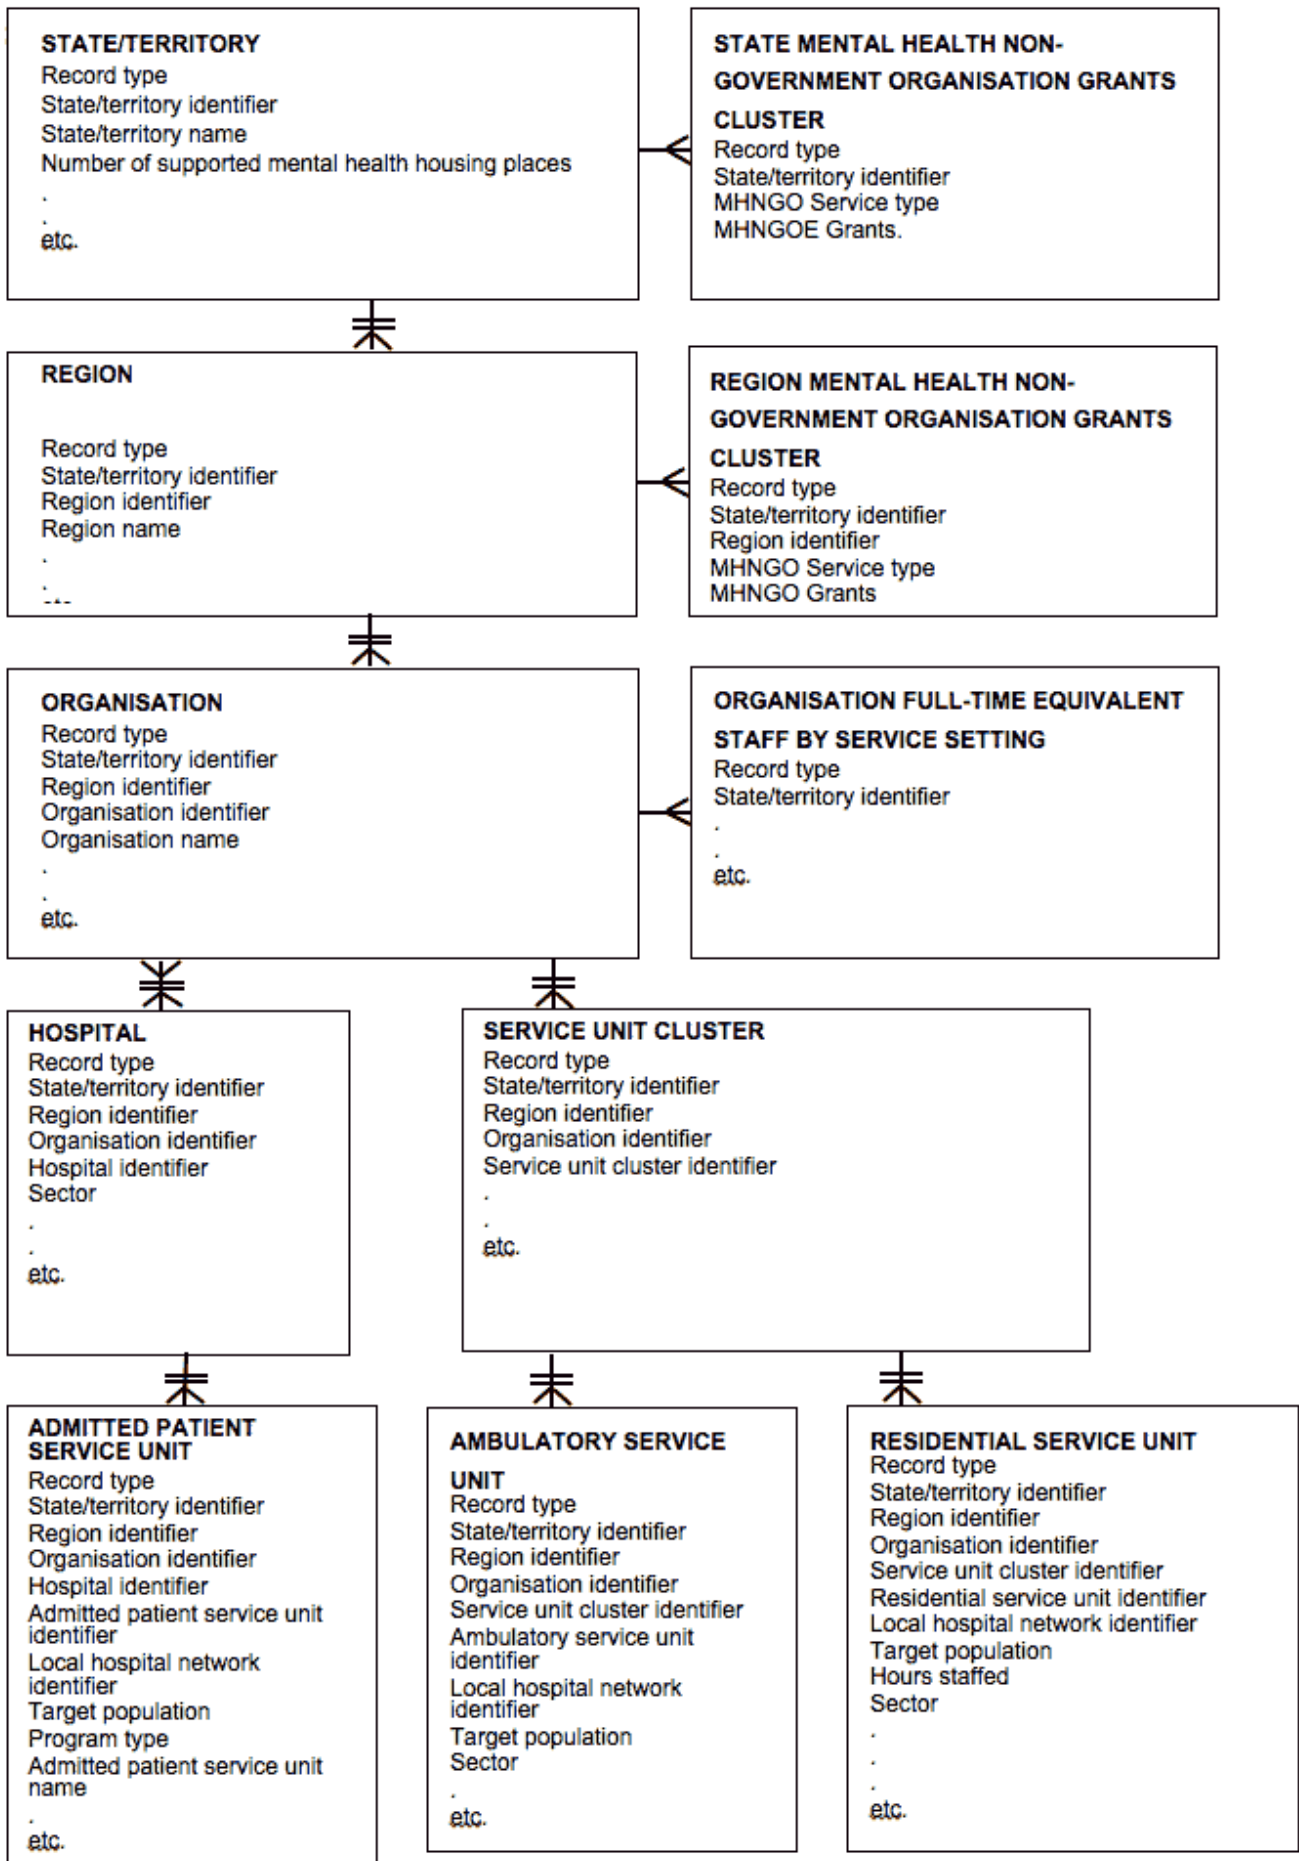 STATE/TERRITORY
Record type
State/territory identifier
State/territory name
Number of supported mental health housing places
.
.
etc.
STATE MENTAL HEALTH NON-
GOVERNMENT ORGANISATION GRANTS
CLUSTER
Record type
State/territory identifier
MHNGO Service type
MHNGOE Grants.
REGION
Record type
State/territory identifier
Region identifier
Region name
.
.
REGION MENTAL HEALTH NON-
GOVERNMENT ORGANISATION GRANTS
CLUSTER
Record type
State/territory identifier
Region identifier
MHNGO Service type
MHNGO Grants
ORGANISATION
Record type
State/territory identifier
Region identifier
Organisation identifier
Organisation name
.
.
etc.
ORGANISATION FULL-TIME EQUIVALENT
STAFF BY SERVICE SETTING
Record type
State/territory identifier
.
.
etc.
HOSPITAL
Record type
State/territory identifier
Region identifier
Organisation identifier
Hospital identifier
Sector
.
.
etc.
SERVICE UNIT CLUSTER
Record type
State/territory identifier
Region identifier
Organisation identifier
Service unit cluster identifier
.
.
etc.
ADMITTED PATIENT
SERVICE UNIT
Record type
State/territory identifier
Region identifier
Organisation identifier
Hospital identifier
Admitted patient service unit
identifier
Local hospital network
identifier
Target population
Program type
Admitted patient service unit
name
.
etc.
AMBULATORY SERVICE
UNIT
Record type
State/territory identifier
Region identifier
Organisation identifier
Service unit cluster identifier
Ambulatory service unit
identifier
Local hospital network
identifier
Target population
Sector
.
etc.
RESIDENTIAL SERVICE UNIT
Record type
State/territory identifier
Region identifier
Organisation identifier
Service unit cluster identifier
Residential service unit identifier
Local hospital network identifier
Target population
Hours staffed
Sector
.
.
.
etc.